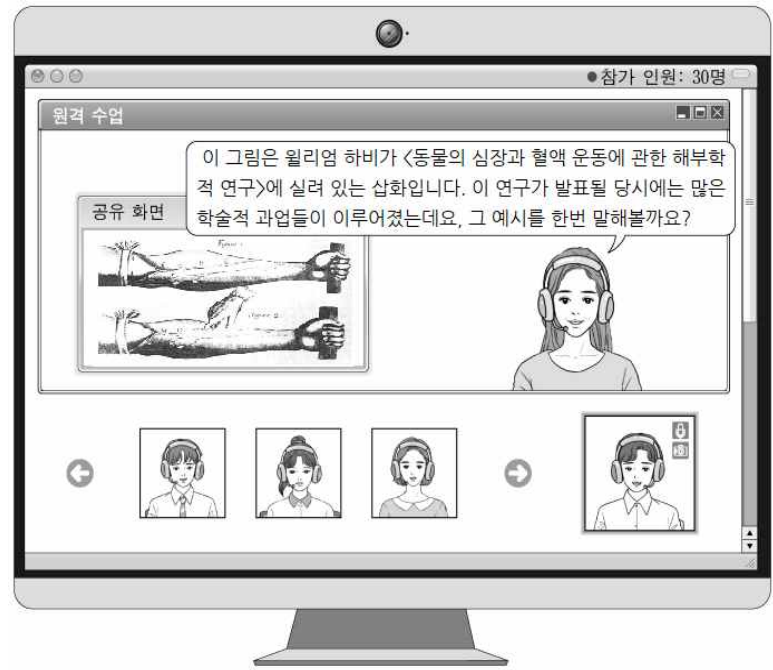 ●참가 인원: 30명
원격 수업
이 그림은 윌리엄 하비가 <동물의 심장과 혈액 운동에 관한 해부학
적 연구>에 실려 있는 삽화입니다. 이 연구가 발표될 당시에는 많은
학술적 과업들이 이루어졌는데요, 그 예시를 한번 말해볼까요?
공유 화면
Figure 1
figure 2